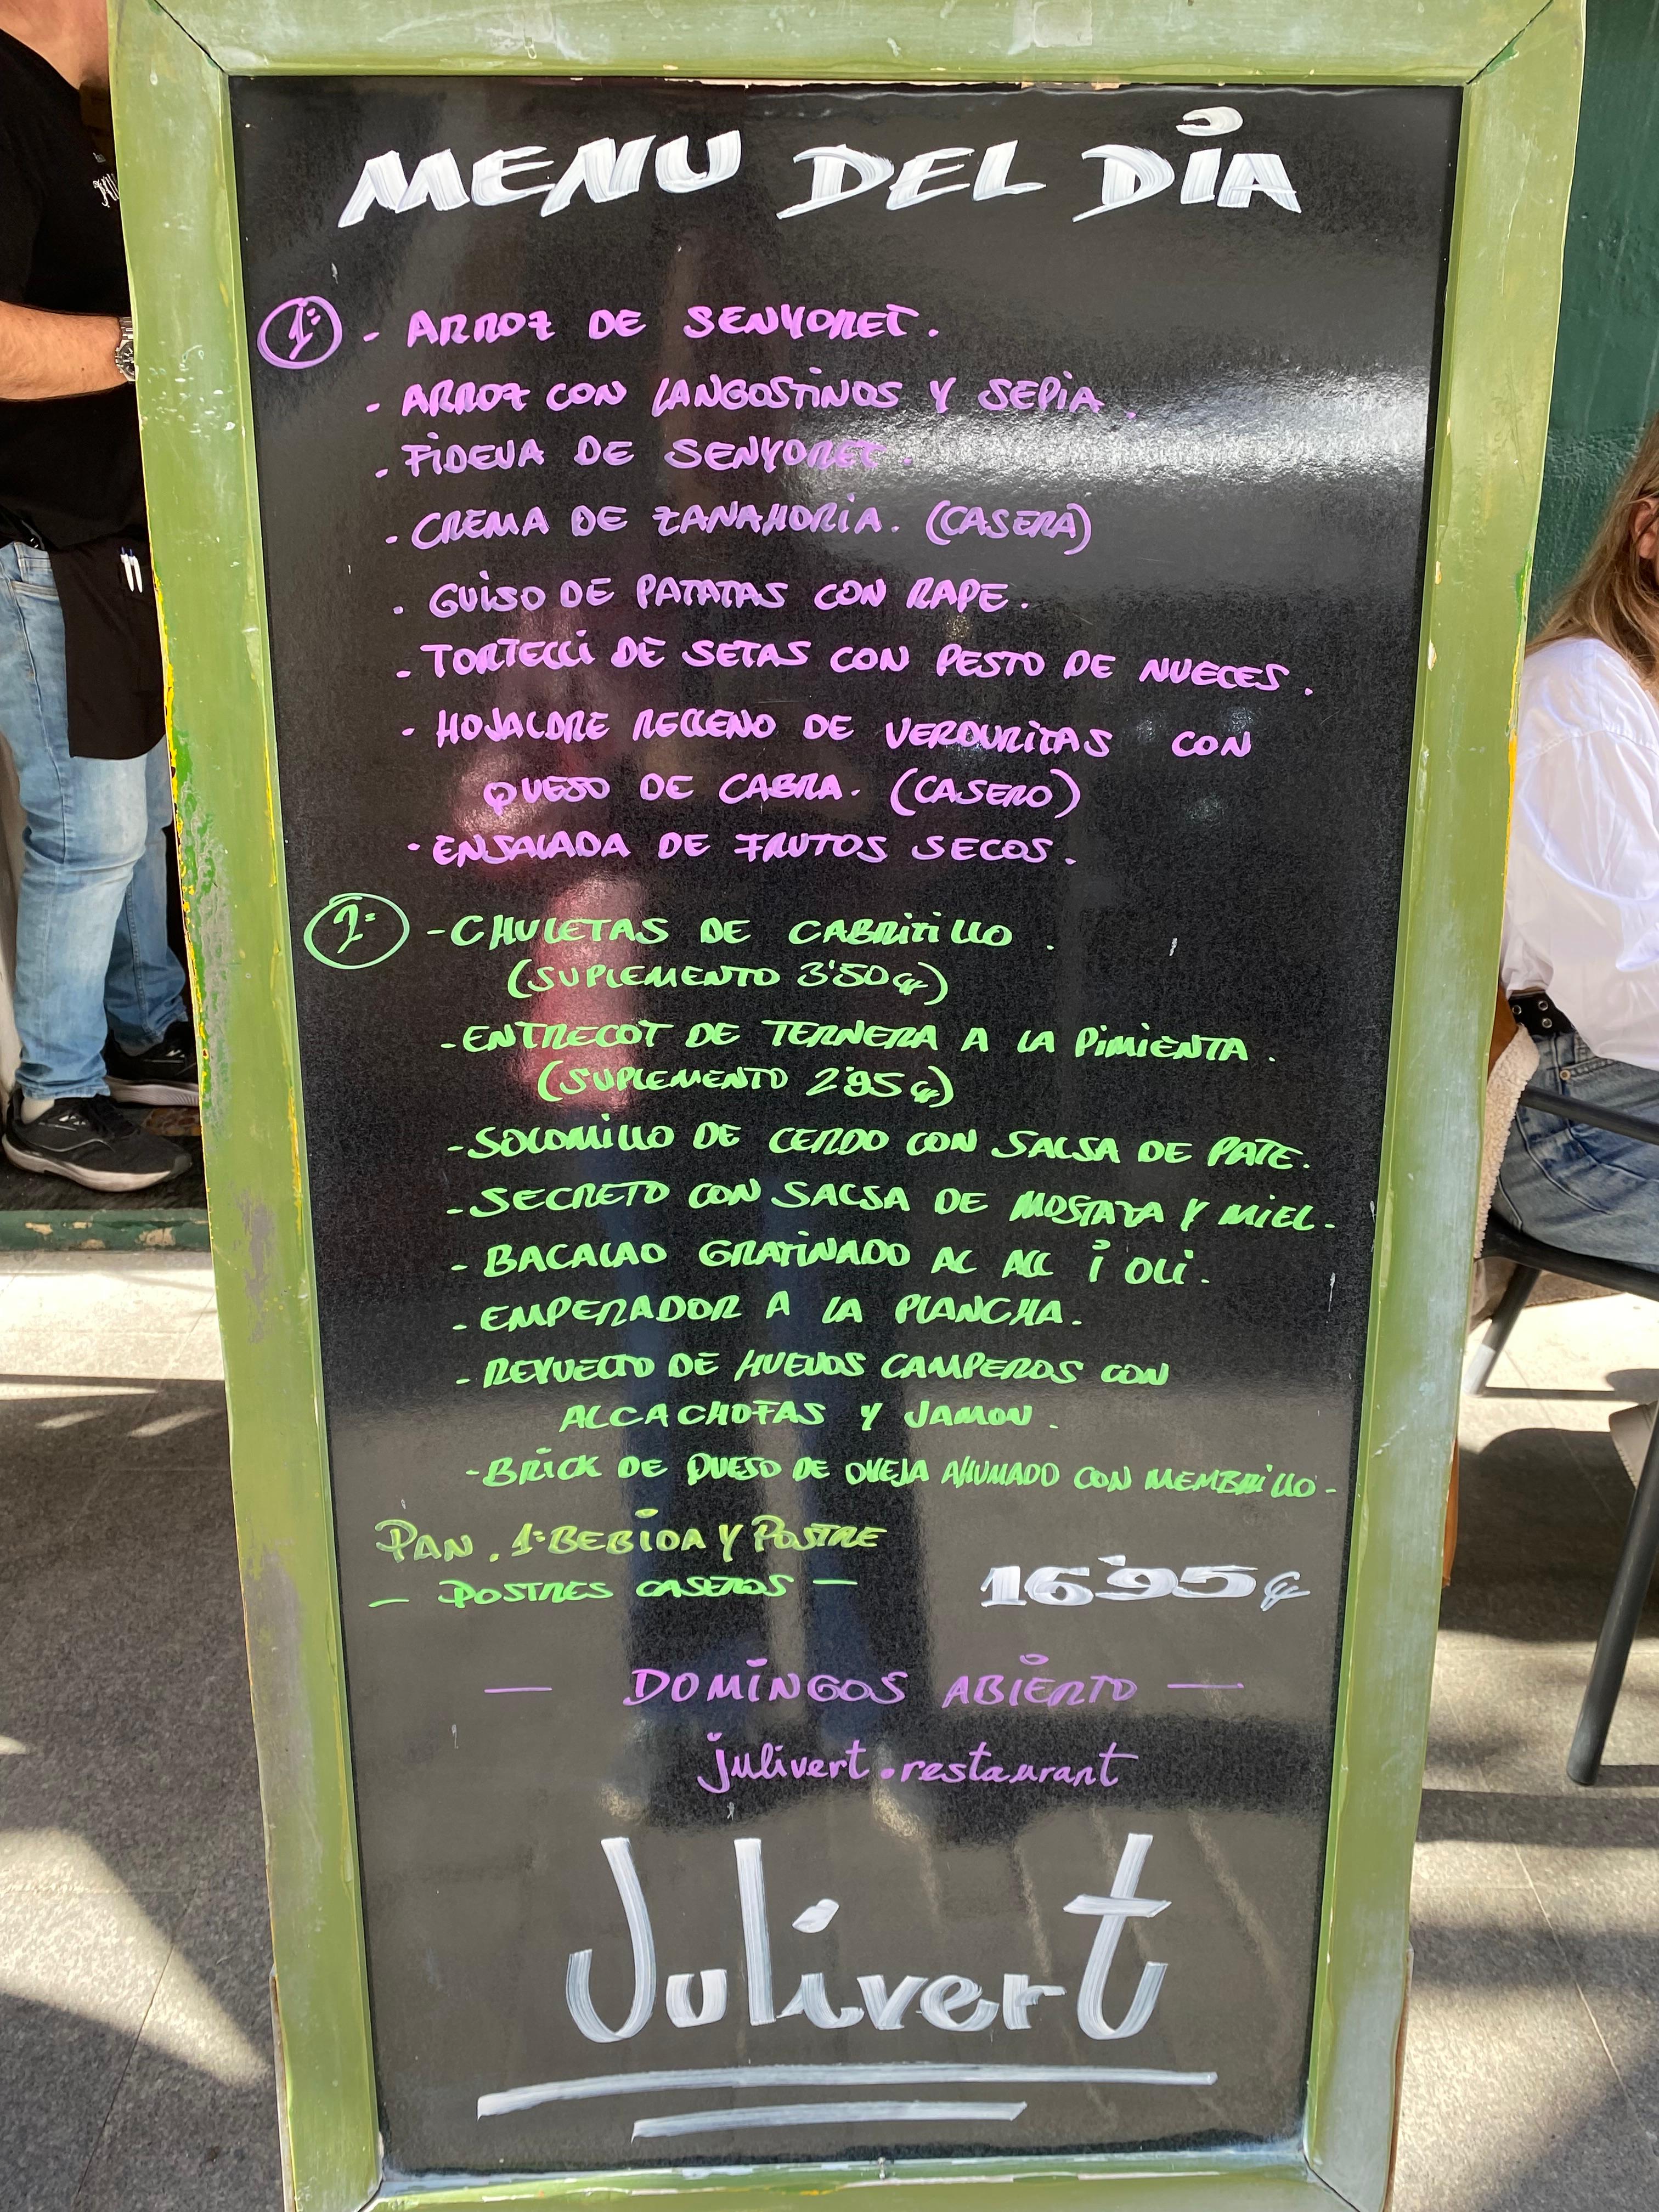 MENU DEL DIA
1º - ARROZ DE SENYORET.
- ARROZ CON LANGOSTINOS Y SEPIA.
- FIDEUA DE SENYORET.
- CREMA DE ZANAHORIA. (CASERA)
- GUISO DE PATATAS CON RAPE.
- TORTELLI DE SETAS CON PESTO DE NUECES.
- HOJALDRE RELLENO DE VERDURITAS CON
QUESO DE CABRA. (CASERO)
- ENSALADA DE FRUTOS SECOS.
2º - CHULETAS DE CABRITILLO.
(SUPLEMENTO 3'50€)
- ENTRECOT DE TERNERA A LA PIMIENTA.
(SUPLEMENTO 2'95€)
- SOLOMILLO DE CERDO CON SALSA DE PATE.
- SECRETO CON SALSA DE MOSTAZA Y MIEL.
- BACALAO GRATINADO AL ALL i OLI.
- EMPERADOR A LA PLANCHA.
- REVUELTO DE HUEVOS CAMPEROS CON
ALCACHOFAS Y JAMON.
- BRICK DE QUESO DE OVEJA AHUMADO CON MEMBRILLO.
PAN. 1ª BEBIDA Y POSTRE
- POSTRES CASEROS - 16'95€
- DOMINGOS ABIERTO -
julivert.restaurant
Julivert